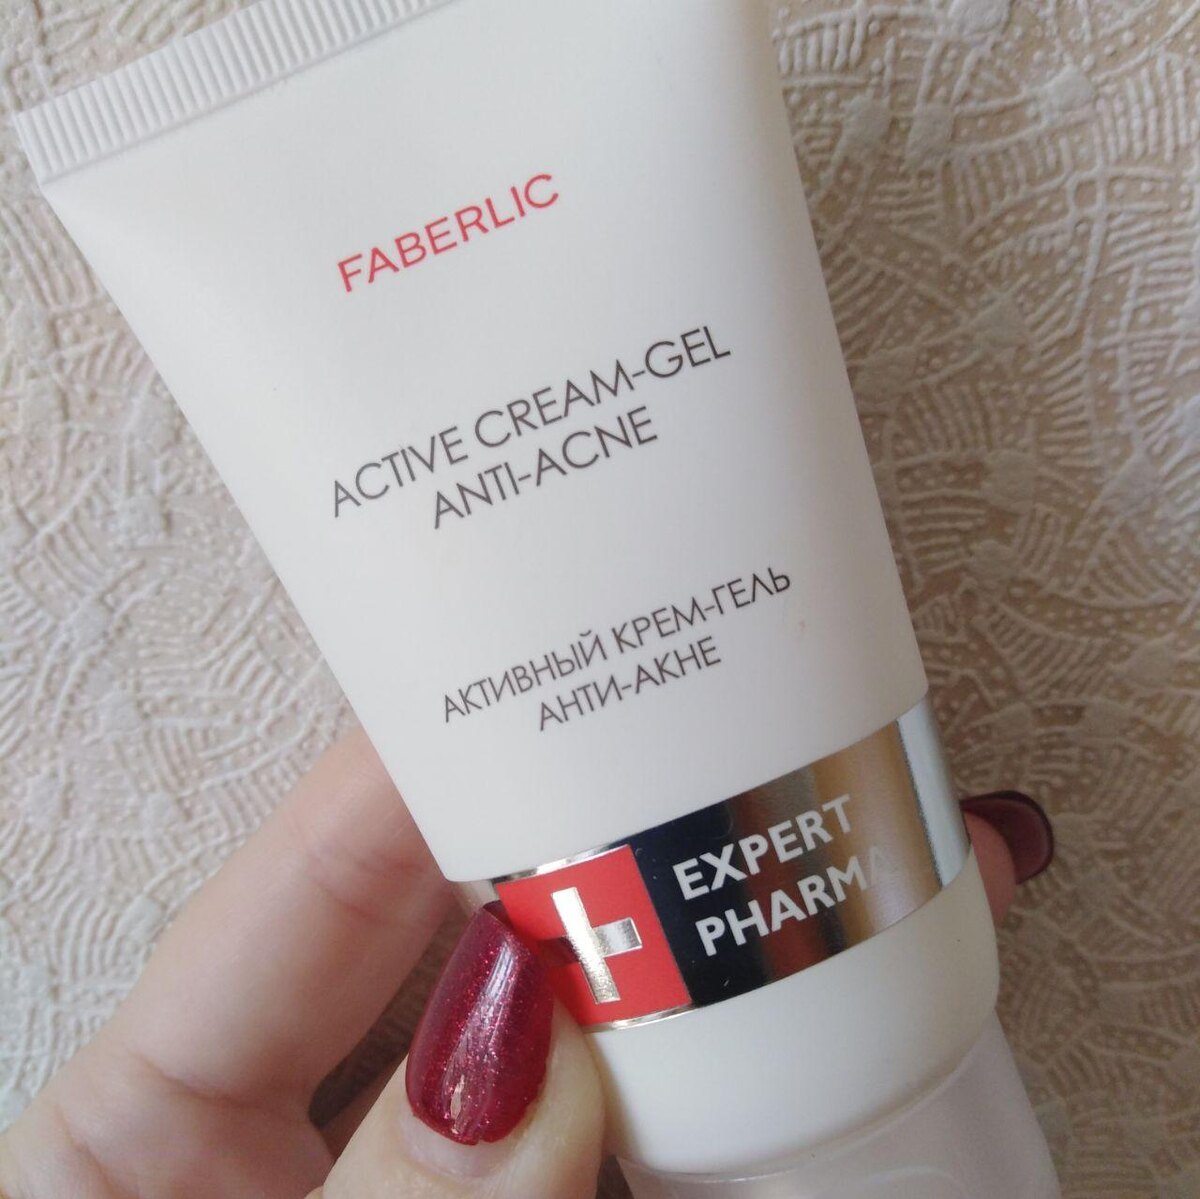 FABERLIC
ACTIVE CREAM-GEL
ANTI-ACNE
АКТИВНЫЙ КРЕМ-ГЕЛЬ
АНТИ-АКНЕ
EXPERT
PHARMA